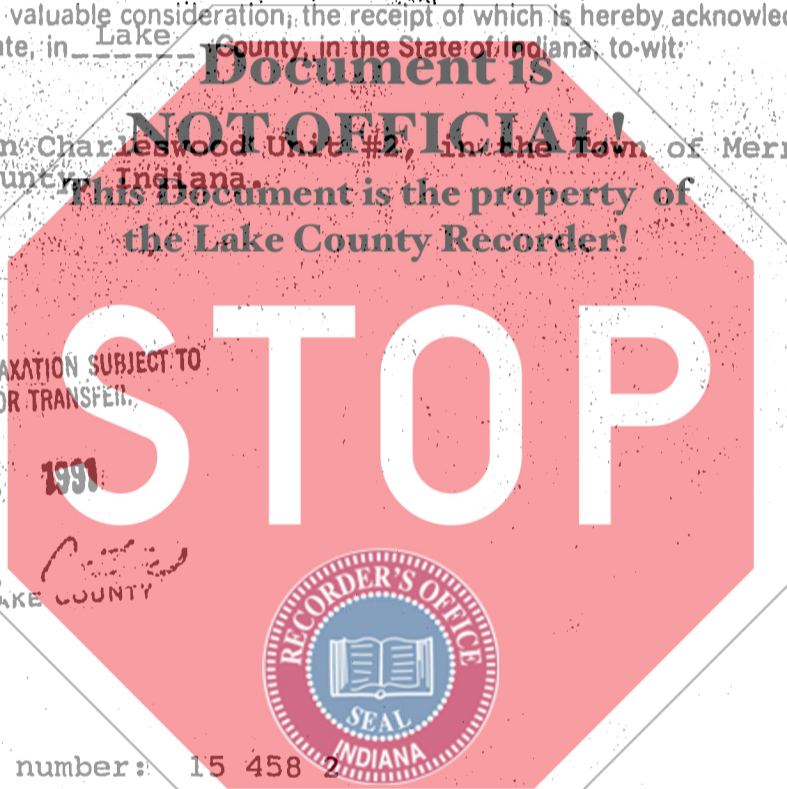 valuable consideration, the receipt of which is hereby acknowled
te, in Lake County, in the State of Indiana, to-wit:
Document is
NOT OFFICIAL!
n Charleswood Unit #2, in the Town of Merr
unty, Indiana.
This Document is the property of
the Lake County Recorder!
STOP
AXATION SUBJECT TO
OR TRANSFER.
1991
AKE COUNTY
RECORDER'S OFFICE
SEAL
INDIANA
number: 15 458 2